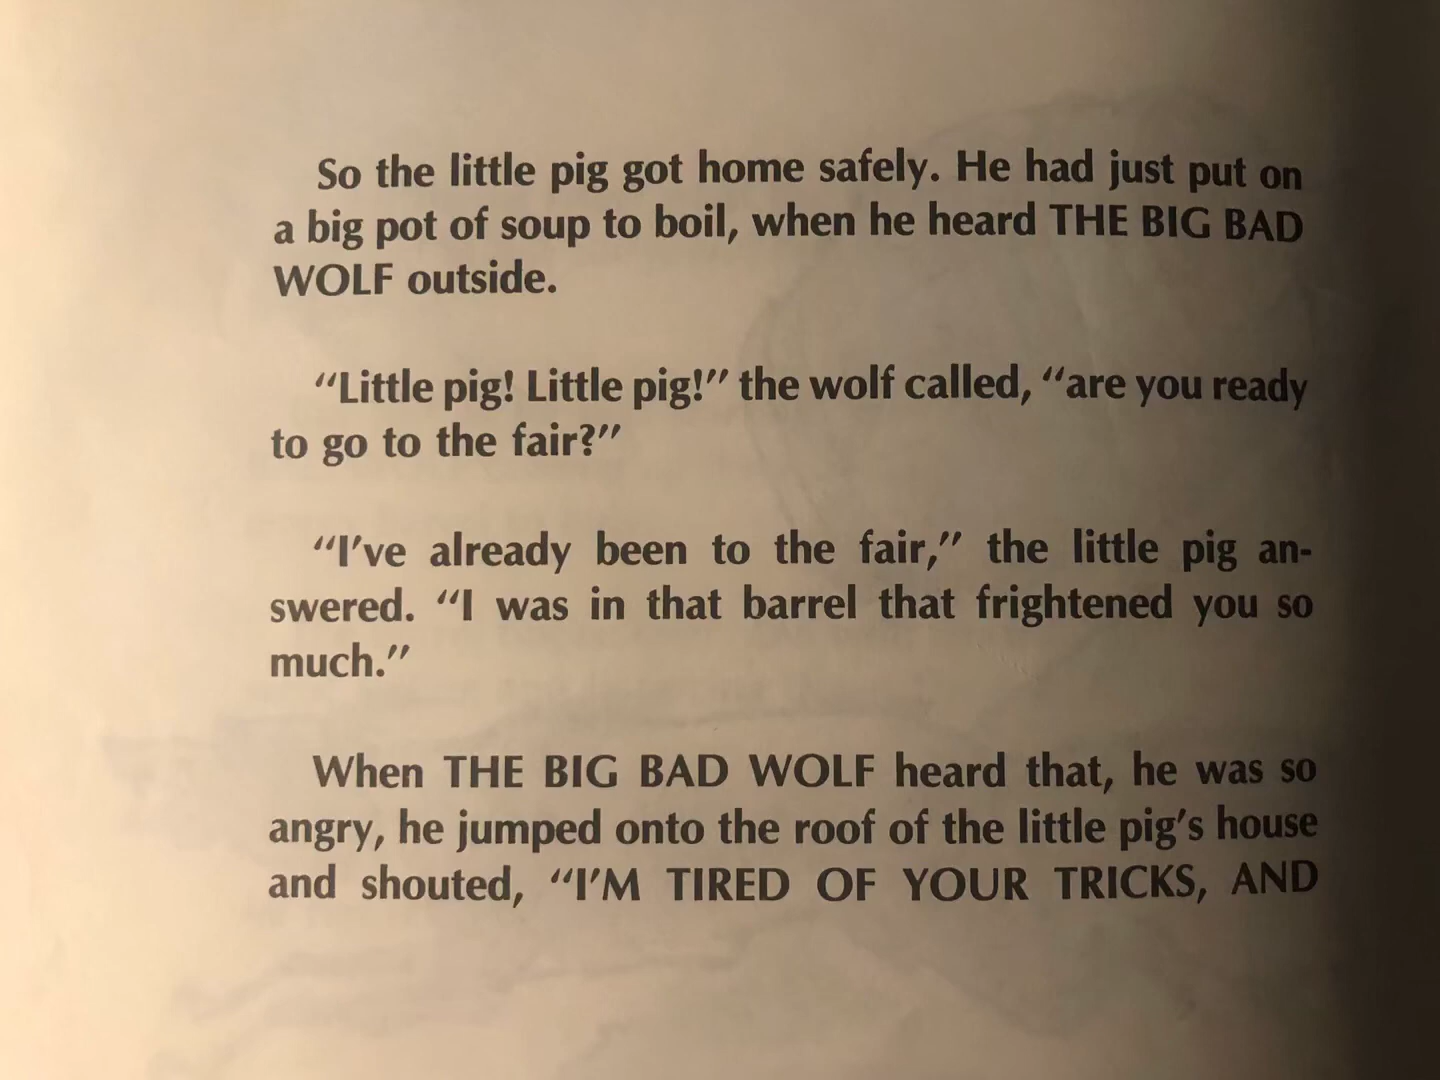 So the little pig got home safely. He had just put on
a big pot of soup to boil, when he heard THE BIG BAD
WOLF outside.
“Little pig! Little pig!” the wolf called, “are you ready
to go to the fair?”
“I’ve already been to the fair,” the little pig an-
swered. “I was in that barrel that frightened you so
much.”
When THE BIG BAD WOLF heard that, he was so
angry, he jumped onto the roof of the little pig’s house
and shouted, “I’M TIRED OF YOUR TRICKS, AND